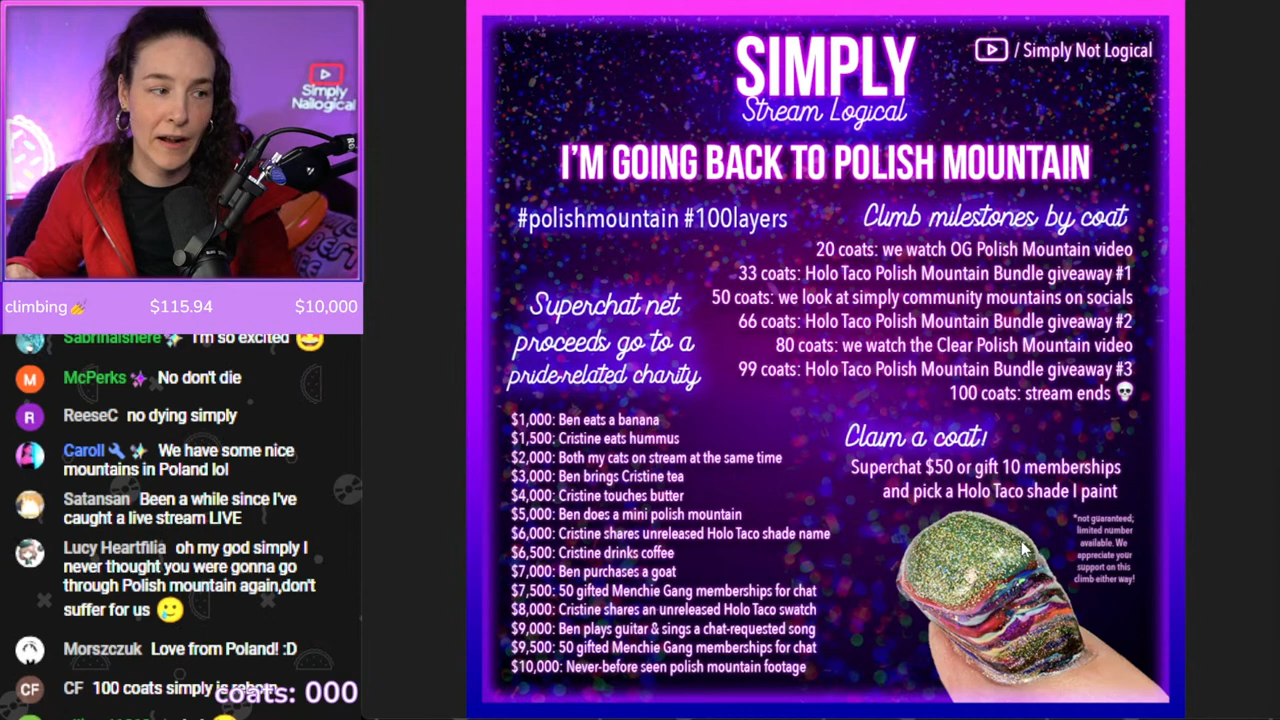 Simply
Nailogical
climbing💅 $115.94 $10,000
Sabrinaishere I'm so excited 🤩
McPerks No don't die
ReeseC no dying simply
Caroll We have some nice
mountains in Poland lol
Satansan Been a while since I've
caught a live stream LIVE
Lucy Heartfilia oh my god simply I
never thought you were gonna go
through Polish mountain again,don't
suffer for us 🥲
M
R
Morszczuk Love from Poland! :D
CF
CF 100 coats simply is reborn
coats: 000
SIMPLY
Stream Logical
/ Simply Not Logical
I'M GOING BACK TO POLISH MOUNTAIN
#polishmountain #100layers
Climb milestones by coat
20 coats: we watch OG Polish Mountain video
33 coats: Holo Taco Polish Mountain Bundle giveaway #1
50 coats: we look at simply community mountains on socials
66 coats: Holo Taco Polish Mountain Bundle giveaway #2
80 coats: we watch the Clear Polish Mountain video
99 coats: Holo Taco Polish Mountain Bundle giveaway #3
100 coats: stream ends 💀
Superchat net
proceeds go to a
pride-related charity
$1,000: Ben eats a banana
$1,500: Cristine eats hummus
$2,000: Both my cats on stream at the same time
$3,000: Ben brings Cristine tea
$4,000: Cristine touches butter
$5,000: Ben does a mini polish mountain
$6,000: Cristine shares unreleased Holo Taco shade name
$6,500: Cristine drinks coffee
$7,000: Ben purchases a goat
$7,500: 50 gifted Menchie Gang memberships for chat
$8,000: Cristine shares an unreleased Holo Taco swatch
$9,000: Ben plays guitar & sings a chat-requested song
$9,500: 50 gifted Menchie Gang memberships for chat
$10,000: Never-before seen polish mountain footage
Claim a coat!
Superchat $50 or gift 10 memberships
and pick a Holo Taco shade I paint
*not guaranteed;
limited number
available. We
appreciate your
support on this
climb either way!